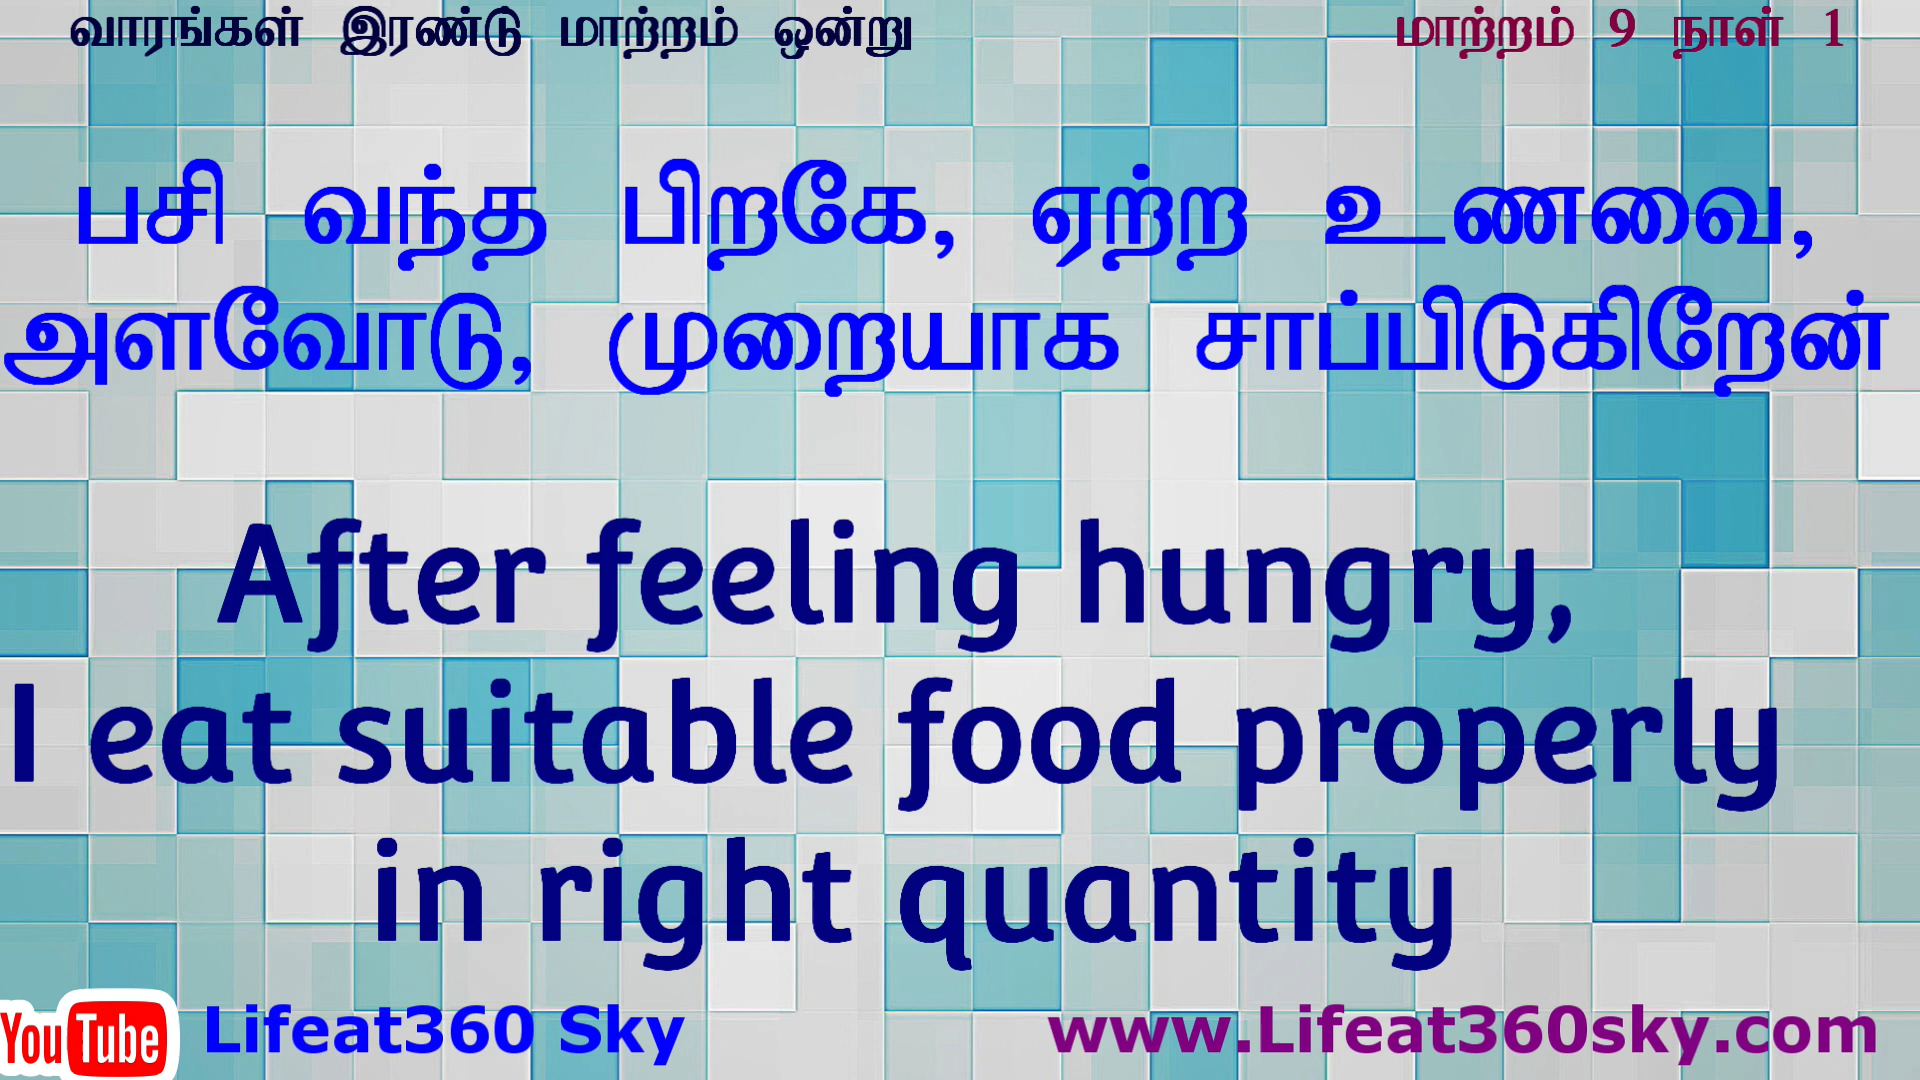 வாரங்கள் இரண்டு மாற்றம் ஒன்று
மாற்றம் 9 நாள் 1
பசி வந்த பிறகே, ஏற்ற உணவை,
அளவோடு, முறையாக சாப்பிடுகிறேன்
After feeling hungry,
I eat suitable food properly
in right quantity
YouTube Lifeat360 Sky
www.Lifeat360sky.com